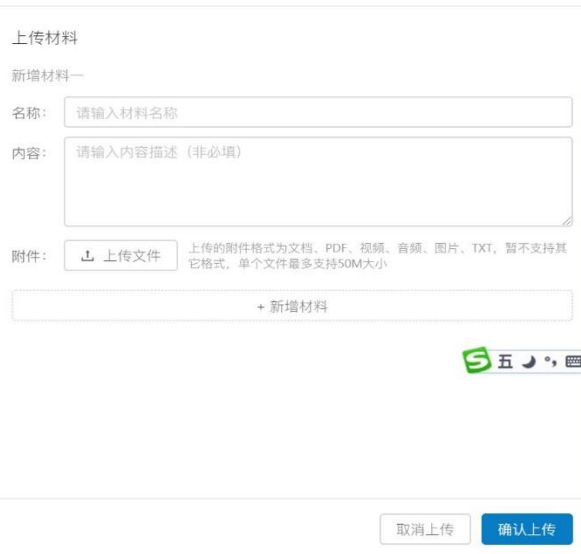 上传材料
新增材料一
名称:
请输入材料名称
内容:
请输入内容描述（非必填）
附件:
上传文件
上传的附件格式为文档、PDF、视频、音频、图片、TXT，暂不支持其
它格式，单个文件最多支持50M大小
+ 新增材料
S 五
取消上传
确认上传